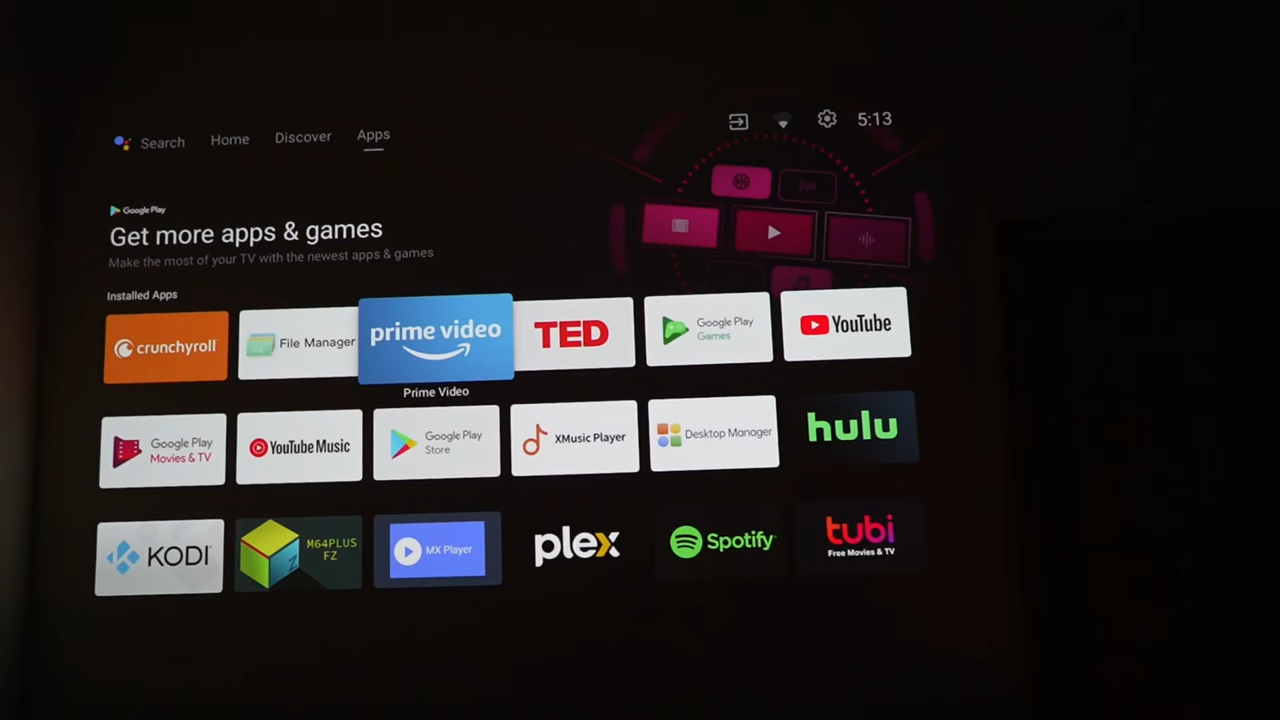 Search Home Discover Apps
5:13
Google Play
Get more apps & games
Make the most of your TV with the newest apps & games
Installed Apps
crunchyroll
File Manager
prime video
Prime Video
TED
Google Play
Games
YouTube
Google Play
Movies & TV
YouTube Music
Google Play
Store
XMusic Player
Desktop Manager
hulu
KODI
M64PLUS
FZ
MX Player
plex
Spotify
tubi
Free Movies & TV